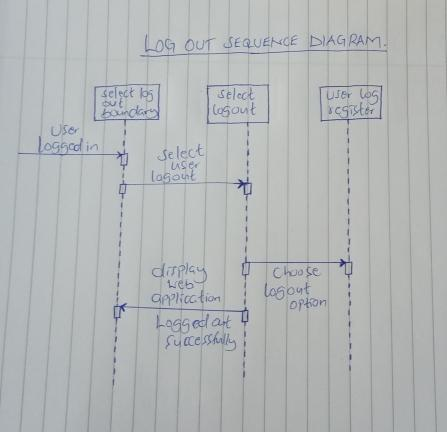 LOG OUT SEQUENCE DIAGRAM.
select log
out
boundary
select
logout
user log
register
user
logged in
select
user
logout
display
web
application
Choose
logout
option
Logged out
successfully